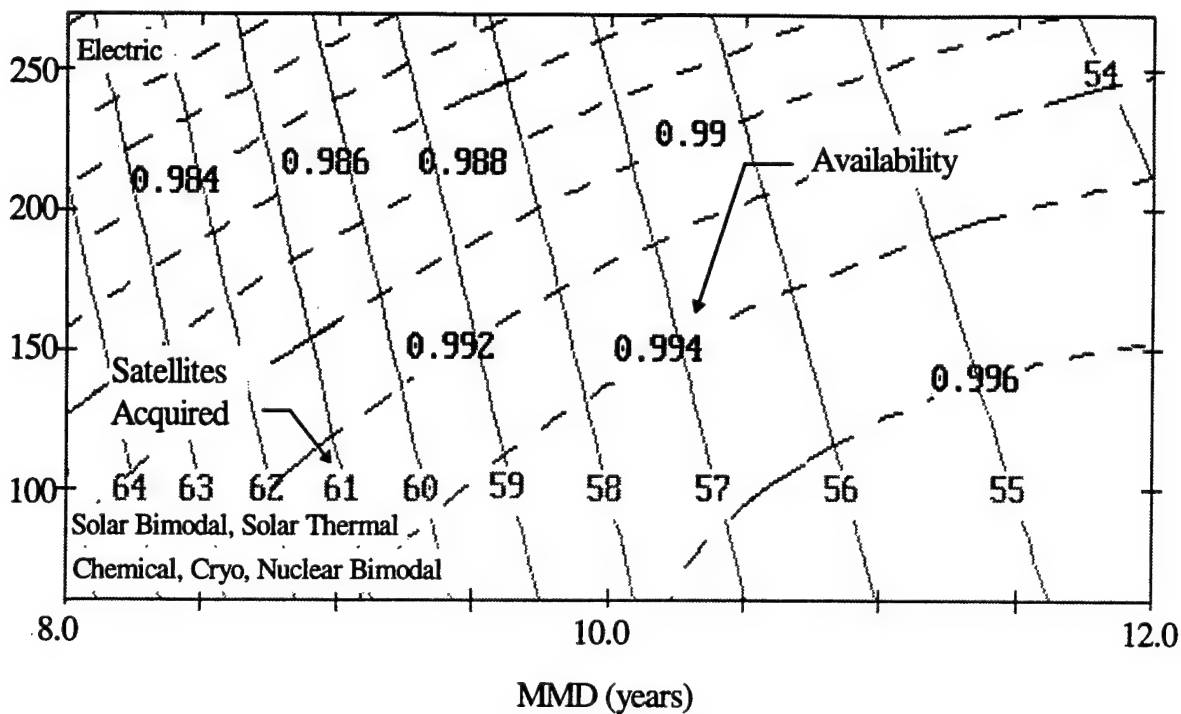 Electric
250
54
0.99
0.986
0.988
Availability
0.984
200
0.992
0.994
150
Satellites
Acquired
0.996
100
64 63 62 61 60 59 58 57 56 55
Solar Bimodal, Solar Thermal
Chemical, Cryo, Nuclear Bimodal
8.0 10.0 12.0
MMD (years)